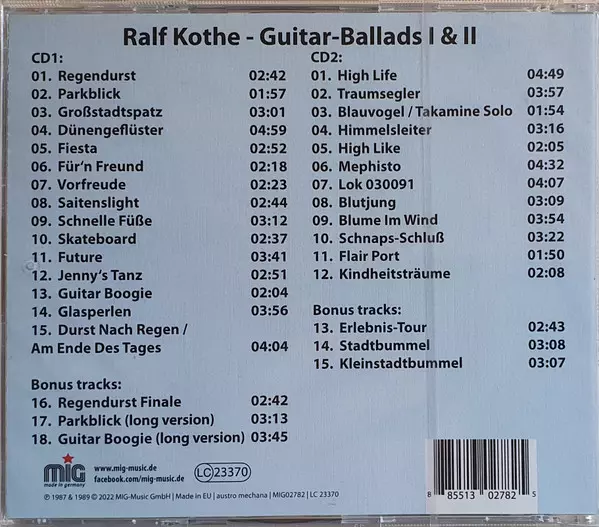 Ralf Kothe - Guitar-Ballads I & II
CD1:
01. Regendurst 02:42
02. Parkblick 01:57
03. Großstadtspatz 03:01
04. Dünengeflüster 04:59
05. Fiesta 02:52
06. Für'n Freund 02:18
07. Vorfreude 02:23
08. Saitenslight 02:44
09. Schnelle Füße 03:12
10. Skateboard 02:37
11. Future 03:41
12. Jenny's Tanz 02:51
13. Guitar Boogie 02:04
14. Glasperlen 03:56
15. Durst Nach Regen /
Am Ende Des Tages 04:04
Bonus tracks:
16. Regendurst Finale 02:42
17. Parkblick (long version) 03:13
18. Guitar Boogie (long version) 03:45
CD2:
01. High Life 04:49
02. Traumsegler 03:57
03. Blauvogel / Takamine Solo 01:54
04. Himmelsleiter 03:16
05. High Like 02:05
06. Mephisto 04:32
07. Lok 030091 04:07
08. Blutjung 03:09
09. Blume Im Wind 03:54
10. Schnaps-Schluß 03:22
11. Flair Port 01:50
12. Kindheitsträume 02:08
Bonus tracks:
13. Erlebnis-Tour 02:43
14. Stadtbummel 03:08
15. Kleinstadtbummel 03:07
MIG
made in germany
www.mig-music.de
facebook.com/mig-music.de
LC 23370
℗ 1987 & 1989 © 2022 MIG-Music GmbH | Made in EU | austro mechana | MIG02782 | LC 23370
8 85513 02782 5